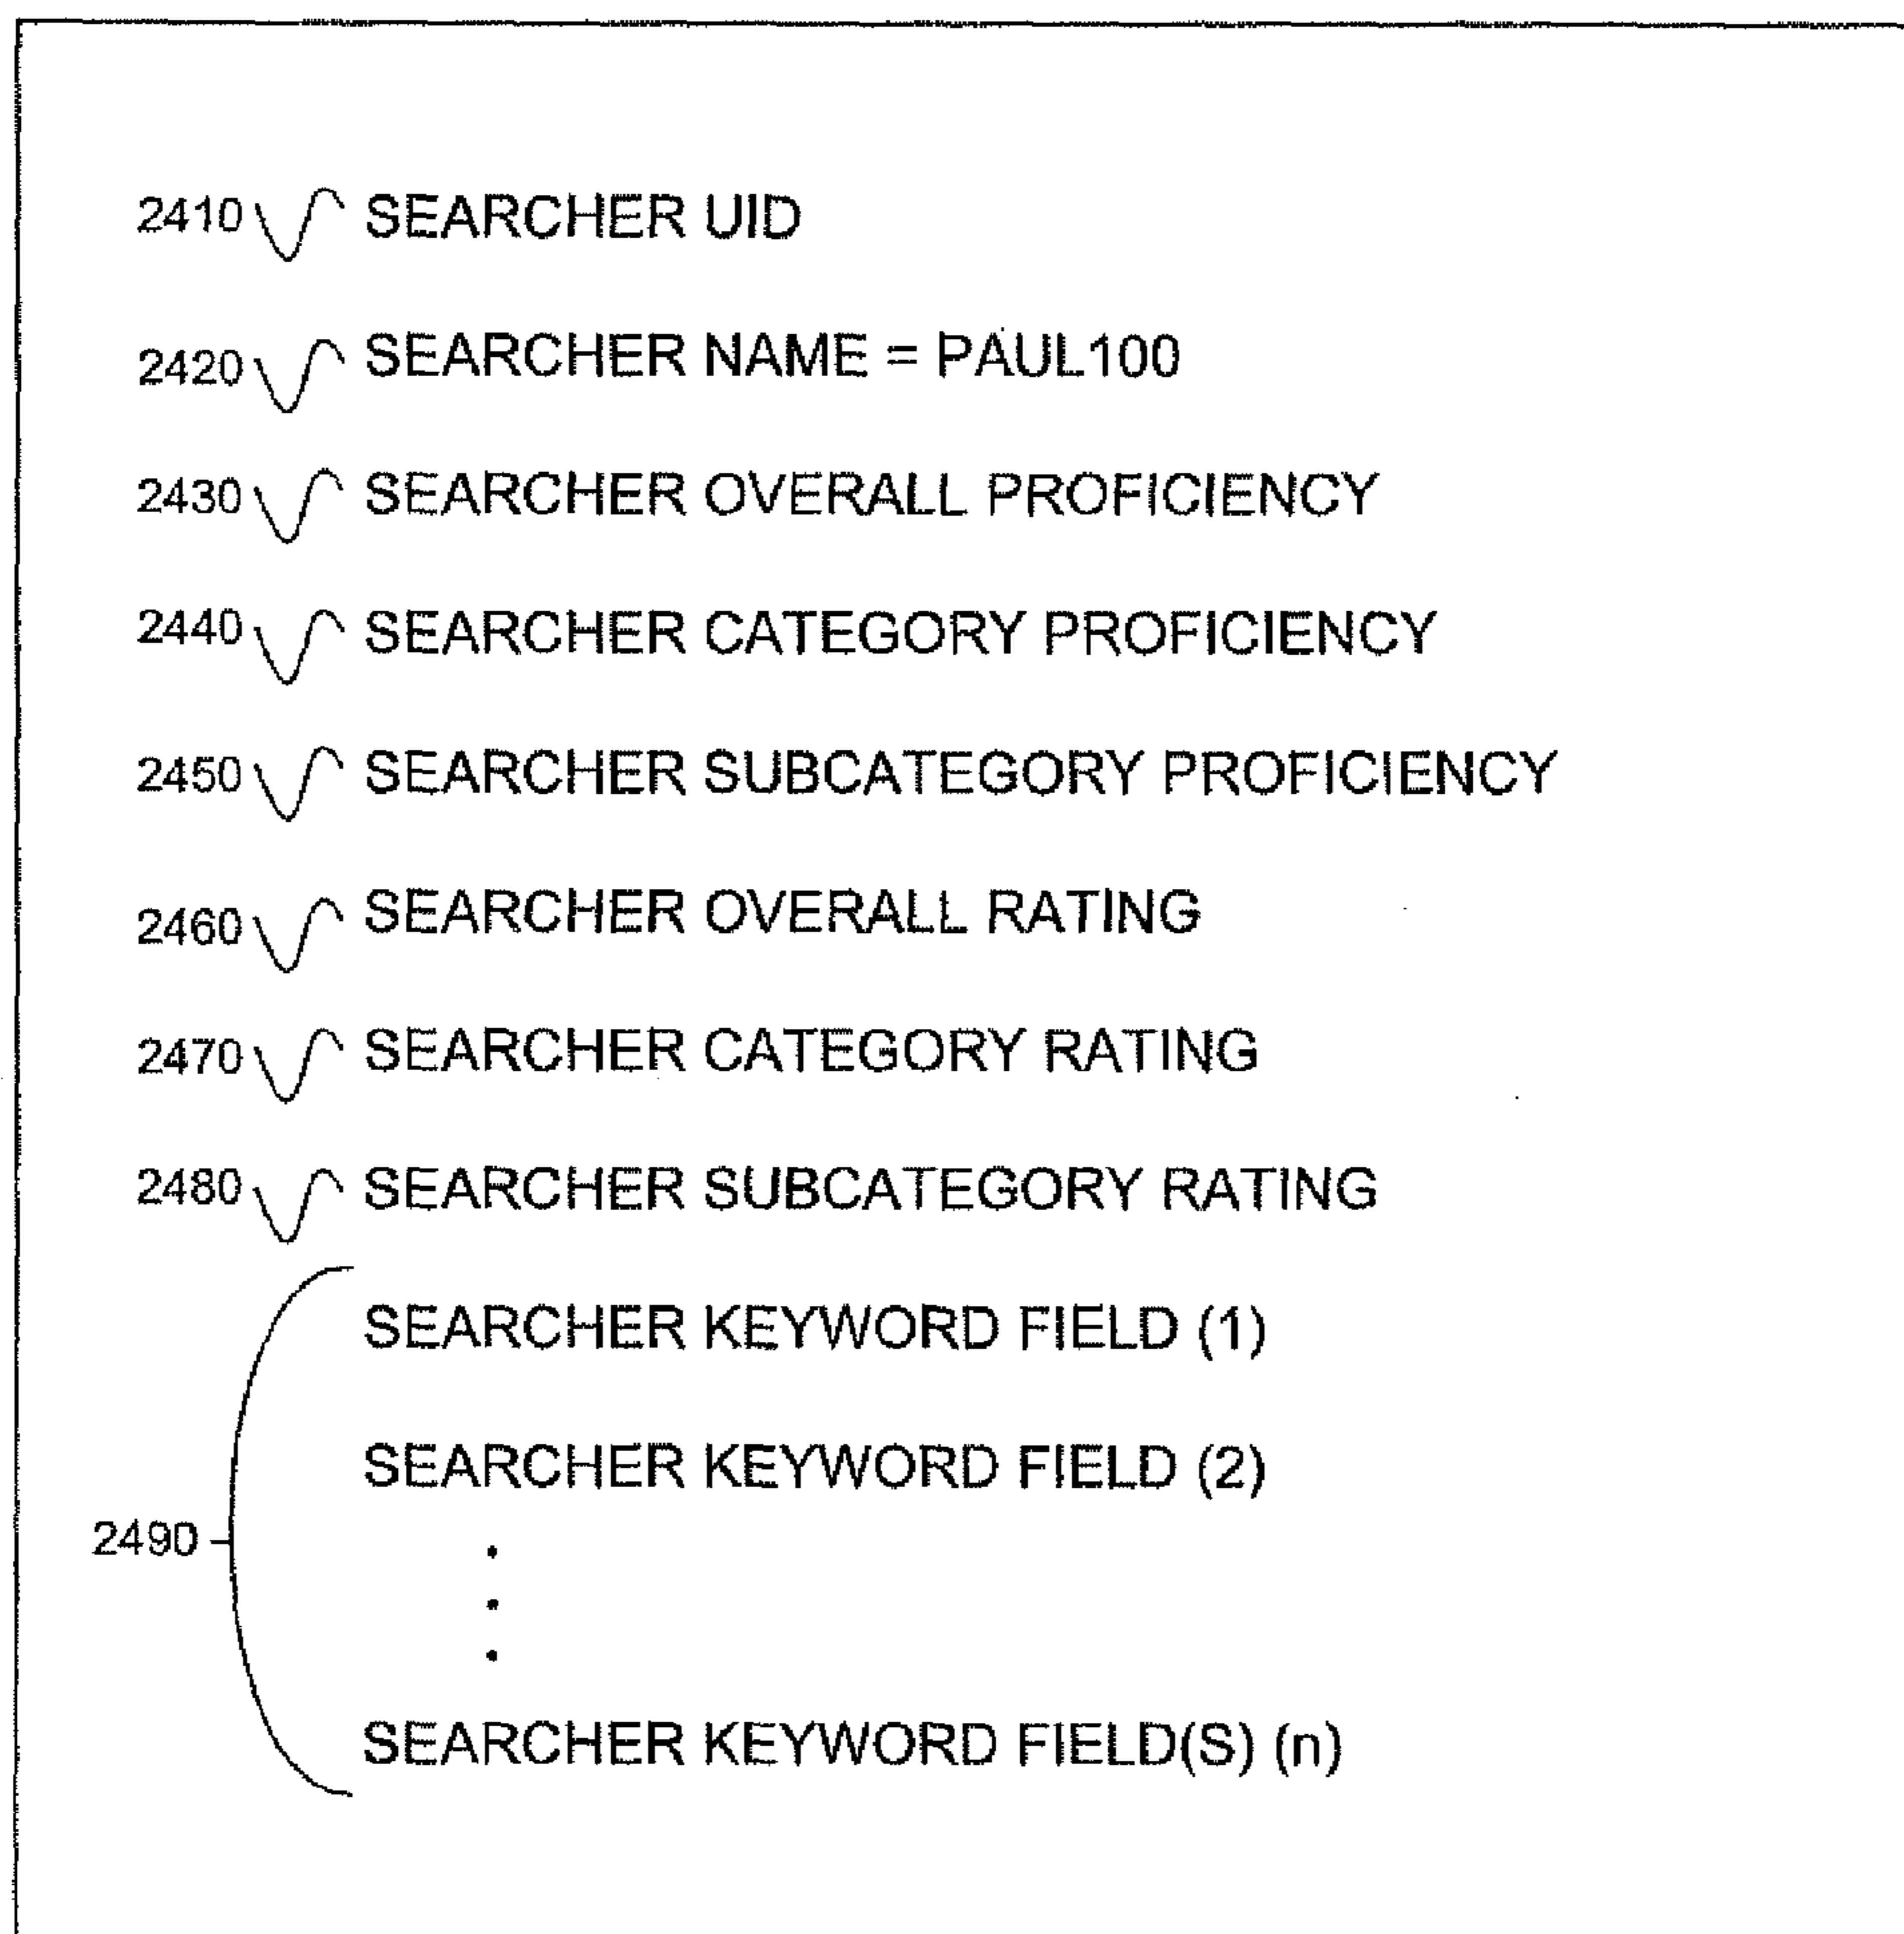 2410 SEARCHER UID
2420 SEARCHER NAME = PAUL100
2430 SEARCHER OVERALL PROFICIENCY
2440 SEARCHER CATEGORY PROFICIENCY
2450 SEARCHER SUBCATEGORY PROFICIENCY
2460 SEARCHER OVERALL RATING
2470 SEARCHER CATEGORY RATING
2480 SEARCHER SUBCATEGORY RATING
SEARCHER KEYWORD FIELD (1)
SEARCHER KEYWORD FIELD (2)
2490
SEARCHER KEYWORD FIELD(S) (n)